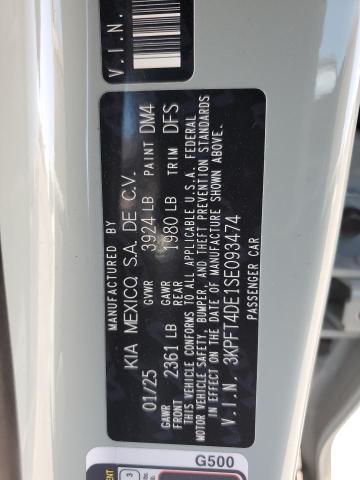 V.I.N.
MANUFACTURED BY
KIA MEXICO, S.A. DE C.V.
01/25 GVWR 3924 LB PAINT DM4
GAWR FRONT 2361 LB GAWR REAR 1980 LB TRIM DFS
THIS VEHICLE CONFORMS TO ALL APPLICABLE U.S.A. FEDERAL
MOTOR VEHICLE SAFETY, BUMPER, AND THEFT PREVENTION STANDARDS
IN EFFECT ON THE DATE OF MANUFACTURE SHOWN ABOVE.
V.I.N. 3KPFT4DE1SE093474
PASSENGER CAR
G500
3